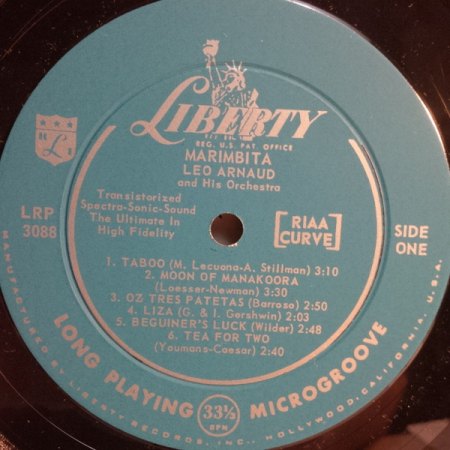 LIBERTY
REG. U.S. PAT. OFFICE
MARIMBITA
LEO ARNAUD
and His Orchestra
"L"
Transistorized
Spectra-Sonic-Sound
The Ultimate In
High Fidelity
LRP
3088
[RIAA
CURVE]
SIDE
ONE
1. TABOO (M. Lecuona-A. Stillman) 3:10
2. MOON OF MANAKOORA
(Loesser-Newman) 3:30
3. OZ TRES PATETAS (Barroso) 2:50
4. LIZA (G. & I. Gershwin) 2:03
5. BEGUINER'S LUCK (Wilder) 2:48
6. TEA FOR TWO
(Youmans-Caesar) 2:40
LONG PLAYING 33⅓ RPM MICROGROOVE
MANUFACTURED BY LIBERTY RECORDS, INC., HOLLYWOOD, CALIFORNIA, U.S.A.